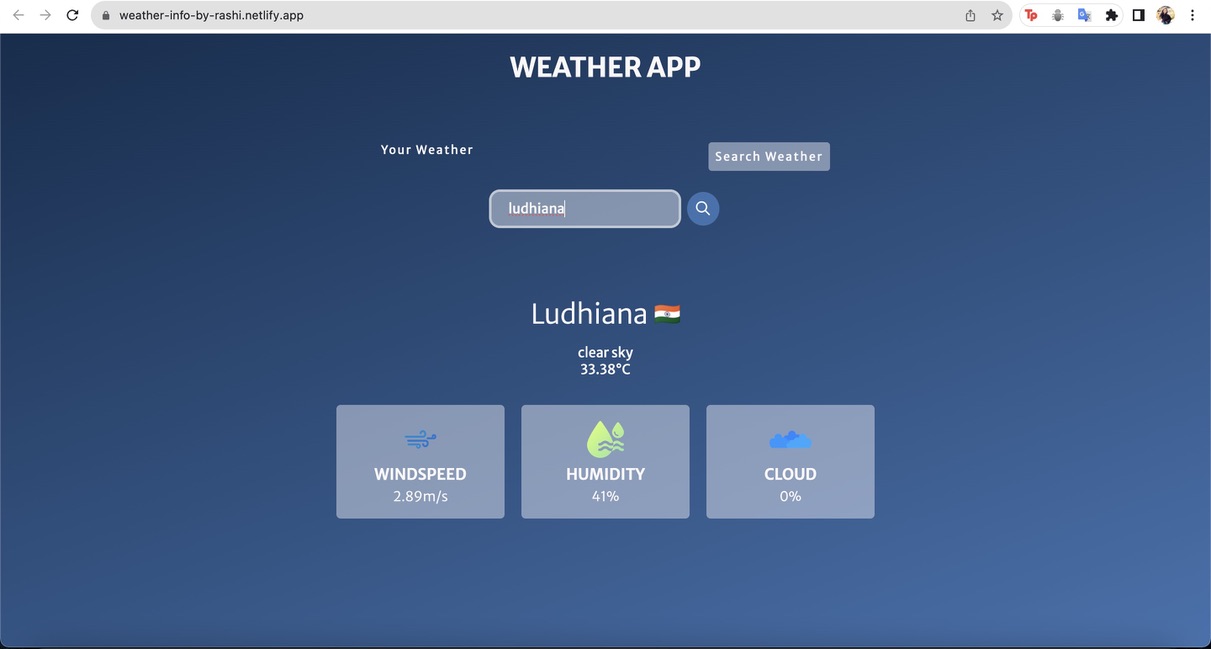 weather-info-by-rashi.netlify.app
Tp
WEATHER APP
Your Weather
Search Weather
ludhiana
Ludhiana 🇮🇳
clear sky
33.38°C
WINDSPEED
2.89m/s
HUMIDITY
41%
CLOUD
0%